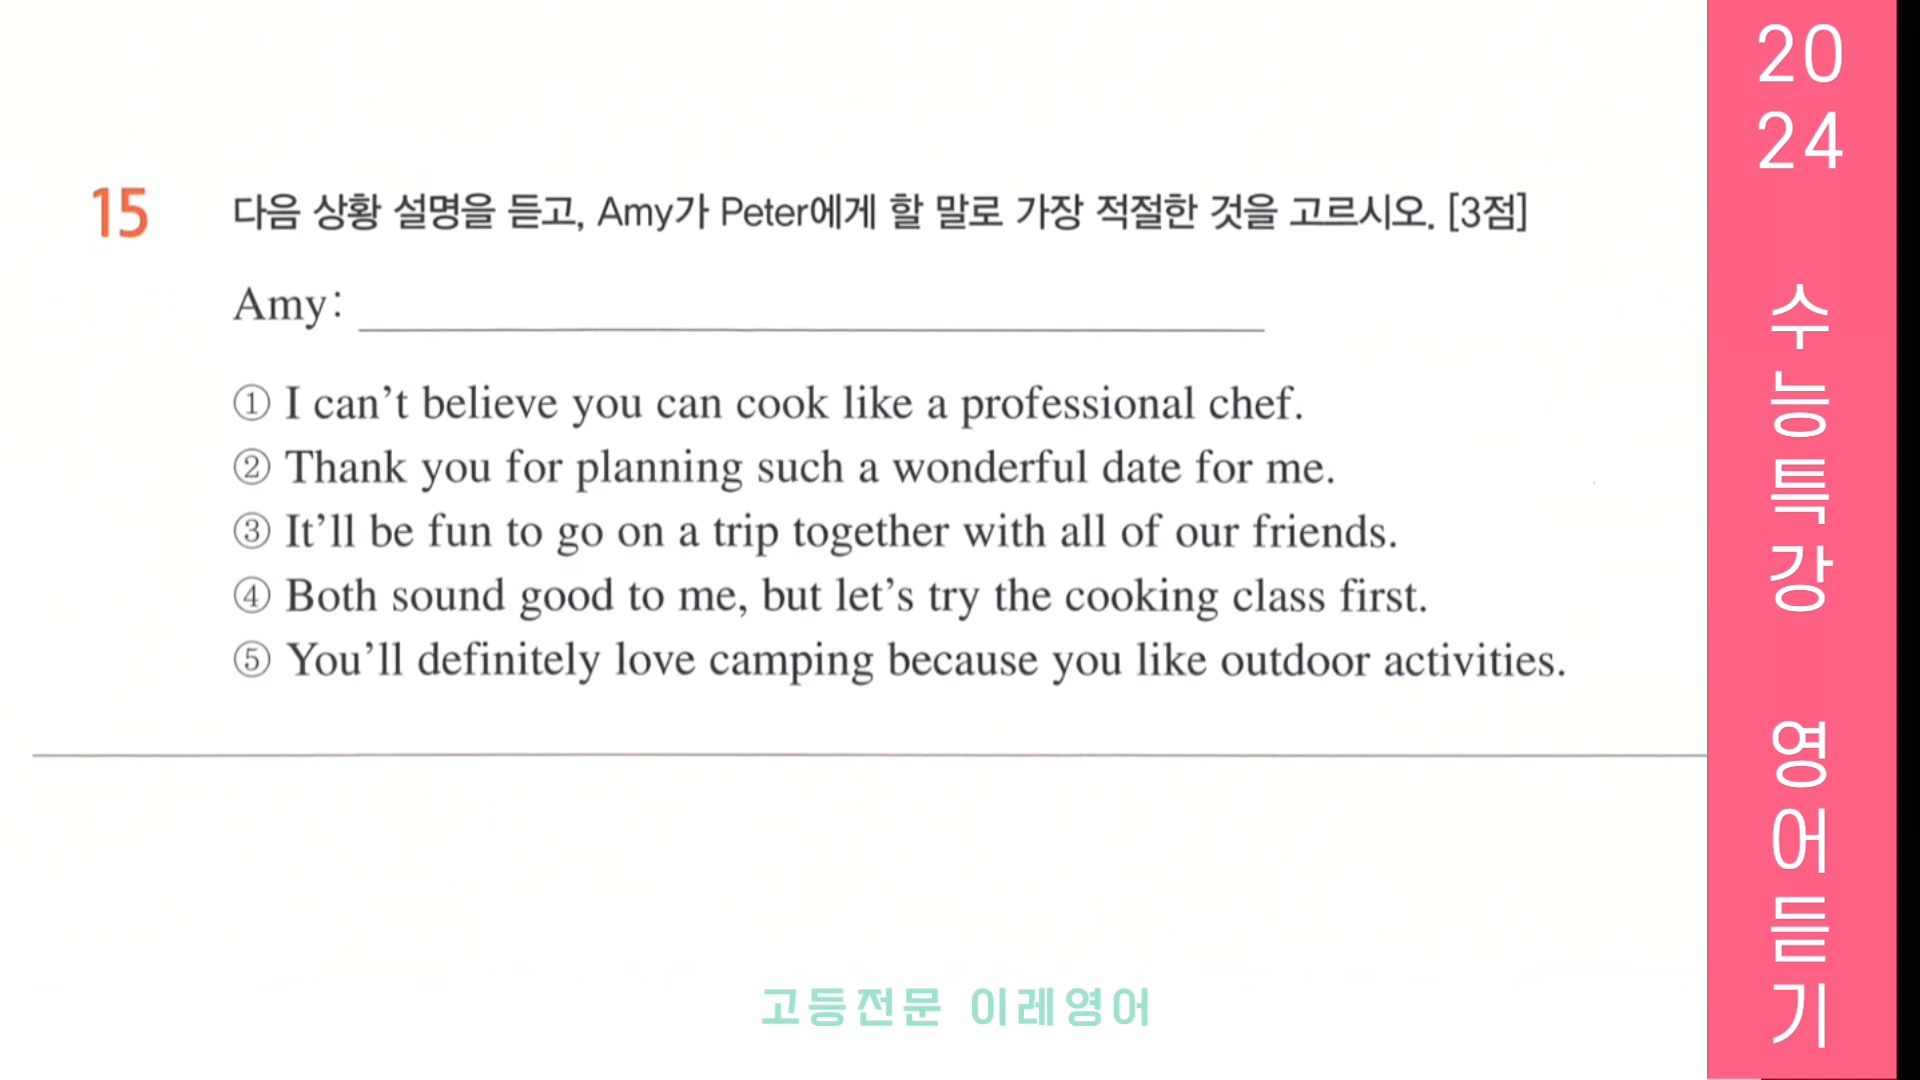 15 다음 상황 설명을 듣고, Amy가 Peter에게 할 말로 가장 적절한 것을 고르시오. [3점]
Amy:
① I can’t believe you can cook like a professional chef.
② Thank you for planning such a wonderful date for me.
③ It’ll be fun to go on a trip together with all of our friends.
④ Both sound good to me, but let’s try the cooking class first.
⑤ You’ll definitely love camping because you like outdoor activities.
고등전문 이레영어
2024 수능특강 영어듣기